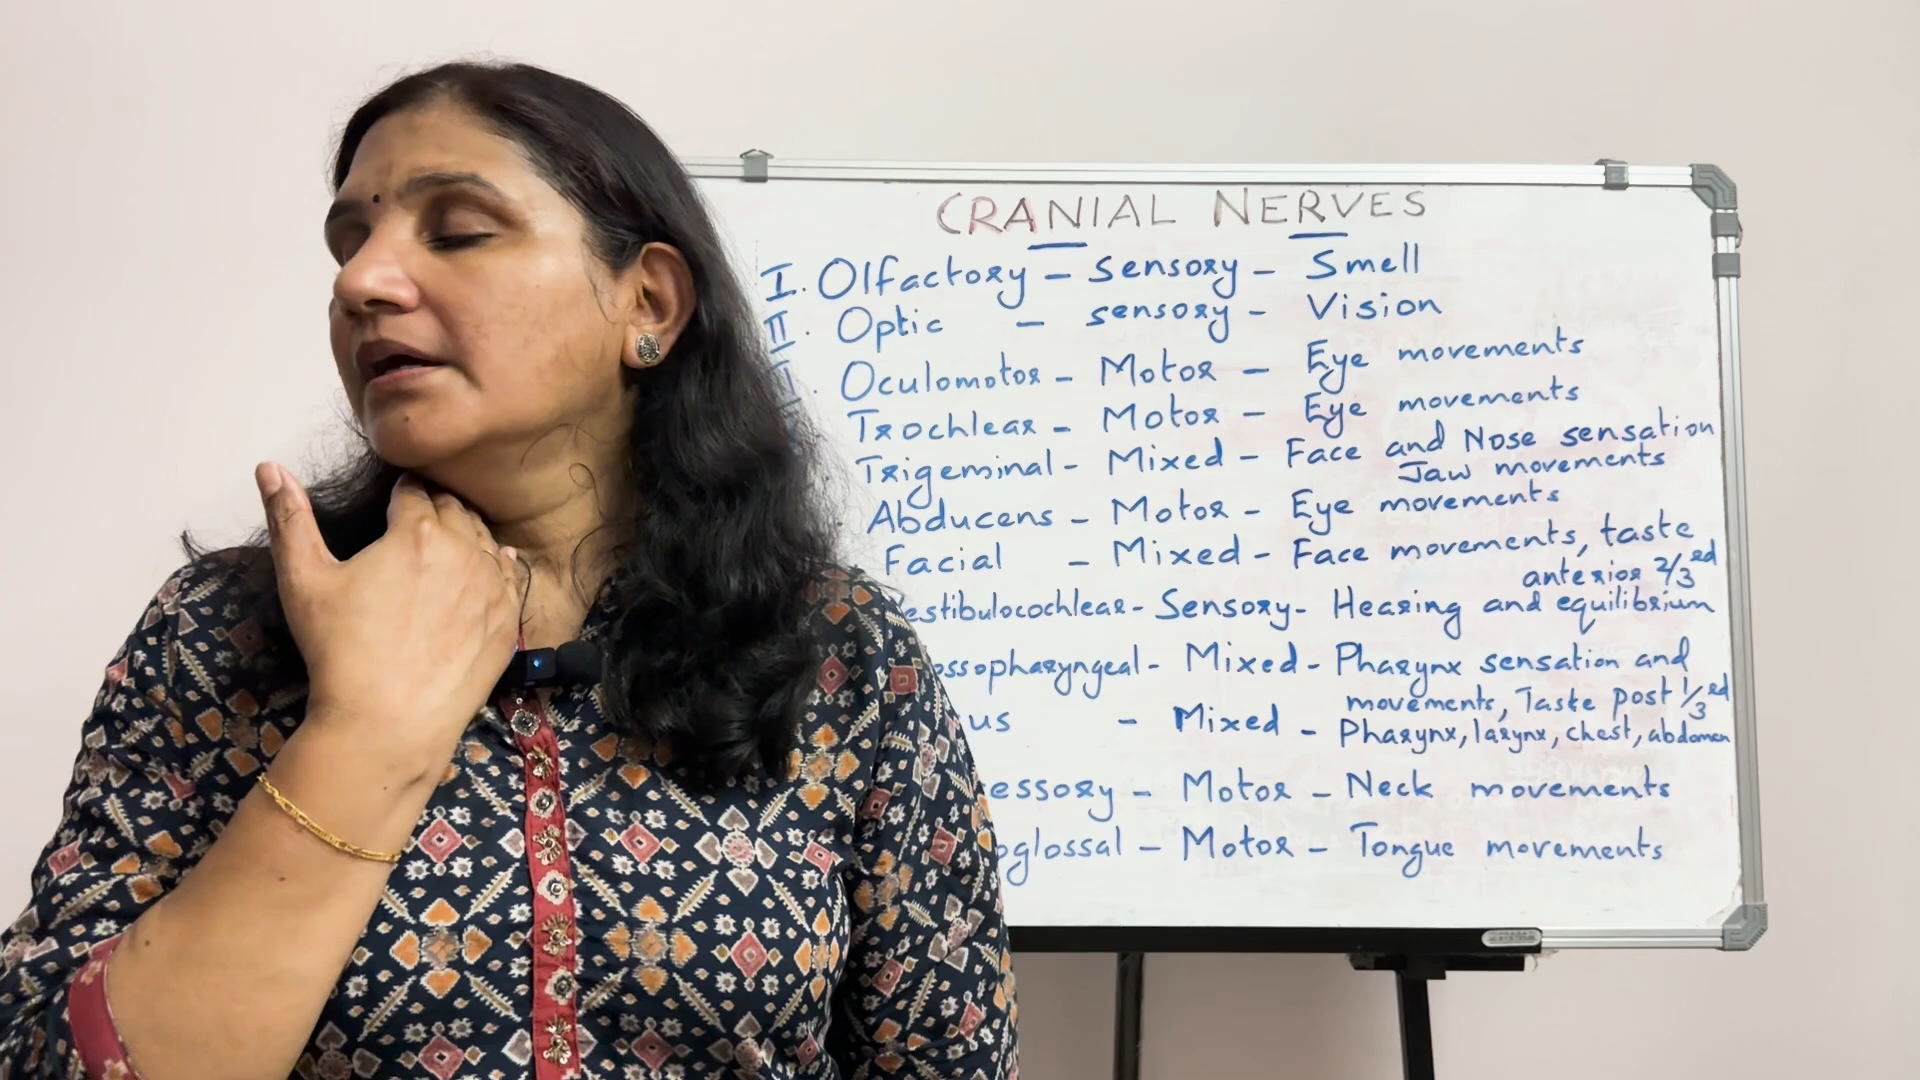 CRANIAL NERVES
I. Olfactory - Sensory - Smell
II. Optic - sensory - Vision
Oculomotor - Motor - Eye movements
Trochlear - Motor - Eye movements
Trigeminal - Mixed - Face and Nose sensation
Jaw movements
Abducens - Motor - Eye movements
Facial - Mixed - Face movements, taste
anterior 2/3rd
estibulocochlear - Sensory - Hearing and equilibrium
ossopharyngeal - Mixed - Pharynx sensation and
movements, Taste post 1/3rd
us - Mixed - Pharynx, larynx, chest, abdomen
essory - Motor - Neck movements
oglossal - Motor - Tongue movements